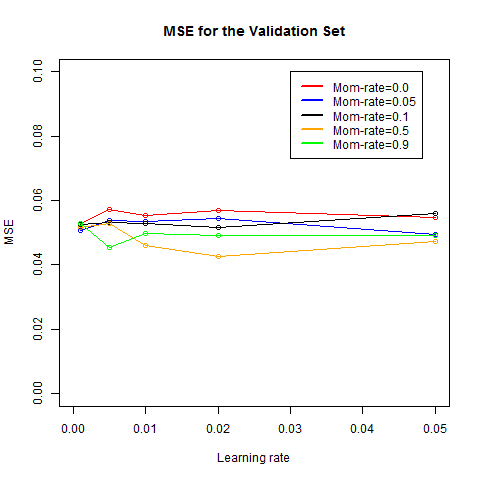 MSE for the Validation Set
Mom-rate=0.0
Mom-rate=0.05
Mom-rate=0.1
Mom-rate=0.5
Mom-rate=0.9
MSE
0.10
0.08
0.06
0.04
0.02
0.00
0.00 0.01 0.02 0.03 0.04 0.05
Learning rate